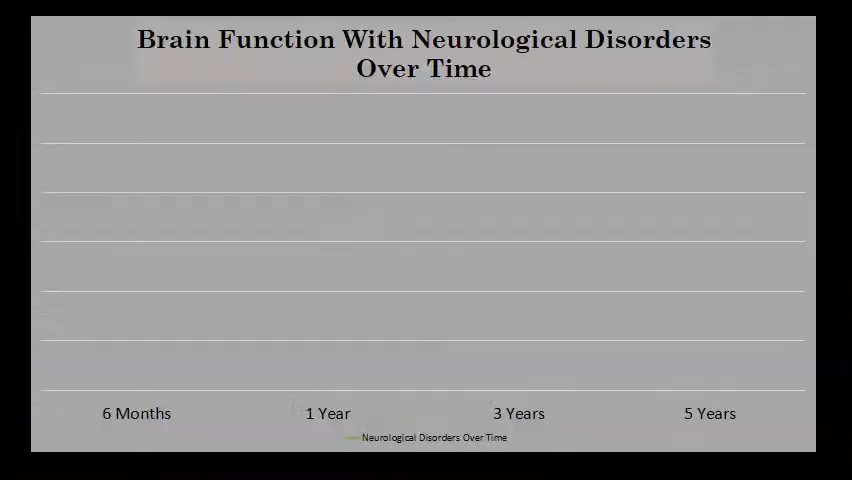 Brain Function With Neurological Disorders
Over Time
6 Months 1 Year 3 Years 5 Years
Neurological Disorders Over Time